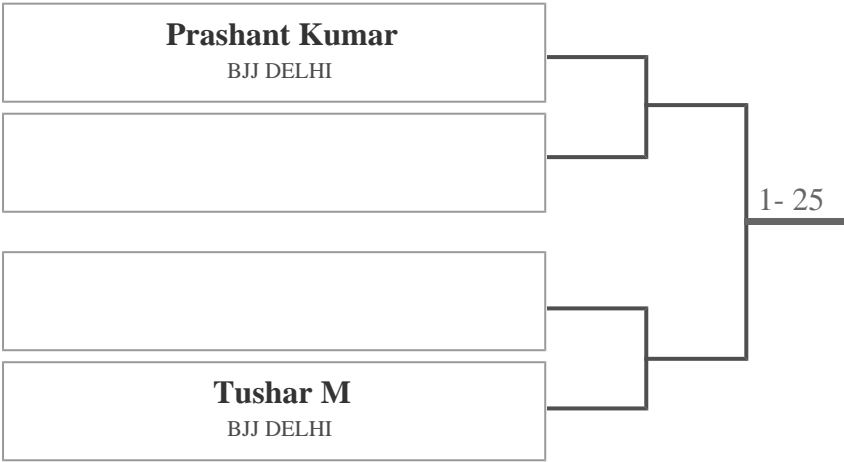 Prashant Kumar
BJJ DELHI
1- 25
Tushar M
BJJ DELHI